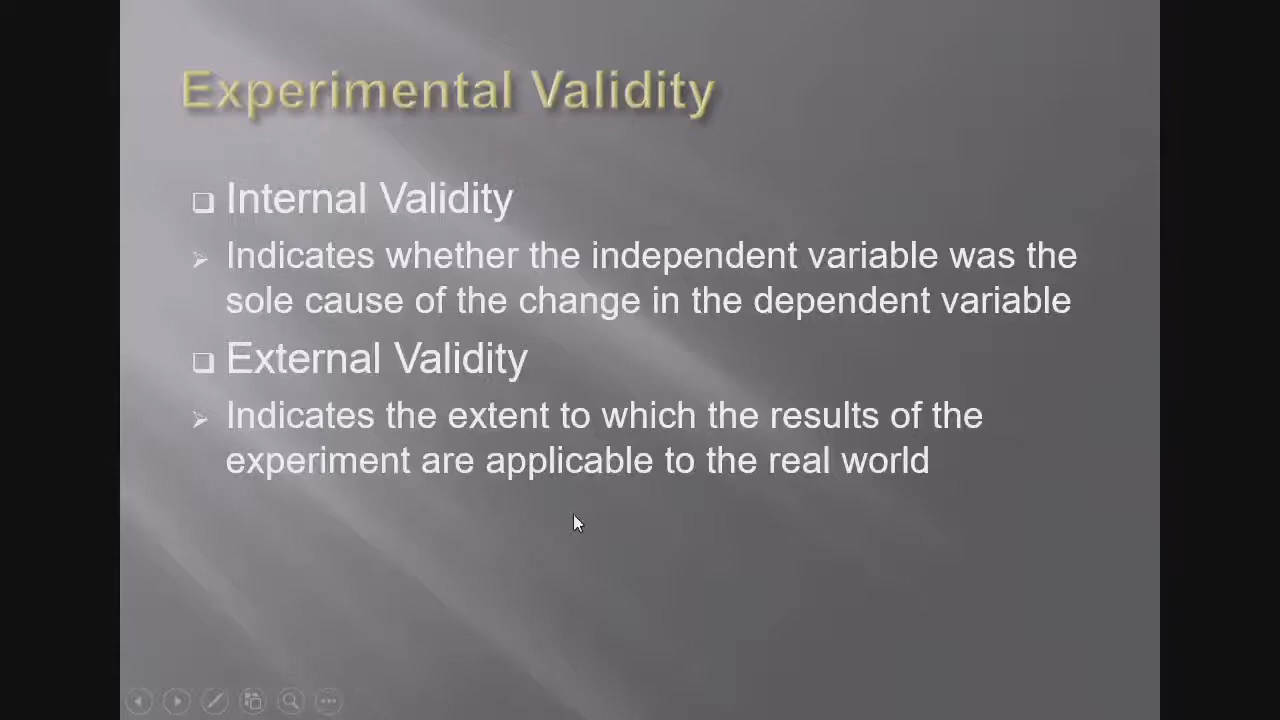 Experimental Validity
Internal Validity
Indicates whether the independent variable was the
sole cause of the change in the dependent variable
External Validity
Indicates the extent to which the results of the
experiment are applicable to the real world